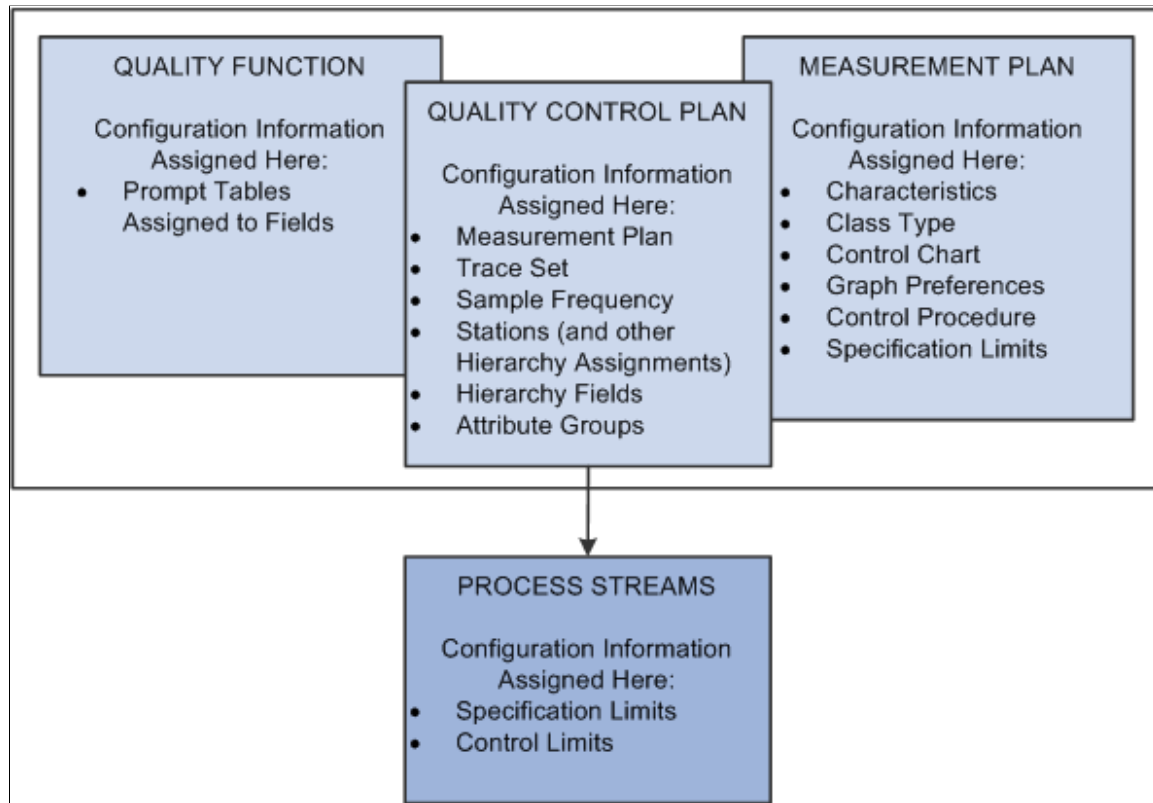 QUALITY FUNCTION
Configuration Information
Assigned Here:
• Prompt Tables
Assigned to Fields
QUALITY CONTROL PLAN
Configuration Information
Assigned Here:
• Measurement Plan
• Trace Set
• Sample Frequency
• Stations (and other
Hierarchy Assignments)
• Hierarchy Fields
• Attribute Groups
MEASUREMENT PLAN
Configuration Information
Assigned Here:
• Characteristics
• Class Type
• Control Chart
• Graph Preferences
• Control Procedure
• Specification Limits
PROCESS STREAMS
Configuration Information
Assigned Here:
• Specification Limits
• Control Limits